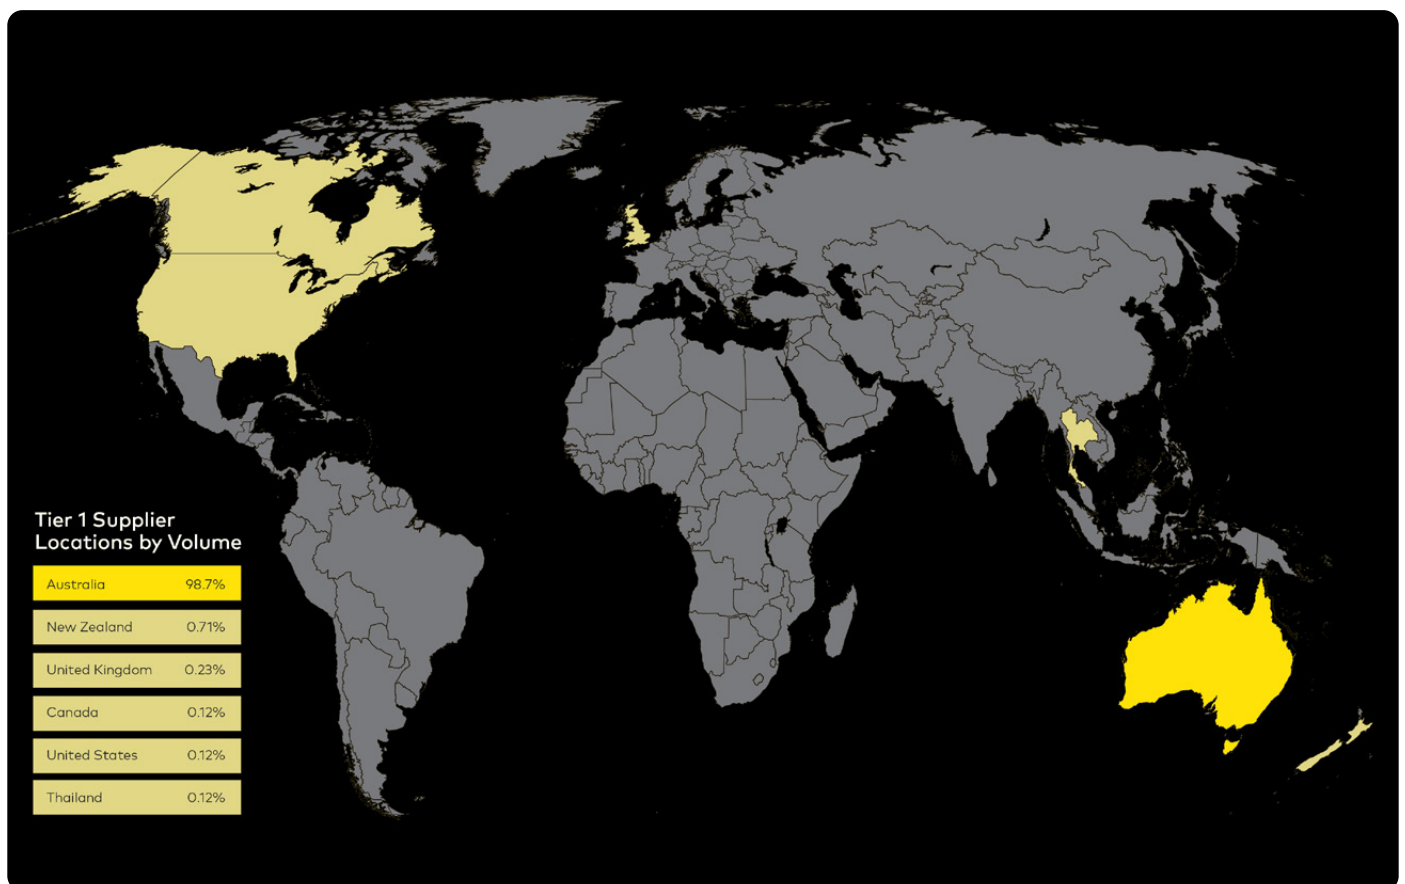 Tier 1 Supplier
Locations by Volume
Australia 98.7%
New Zealand 0.71%
United Kingdom 0.23%
Canada 0.12%
United States 0.12%
Thailand 0.12%